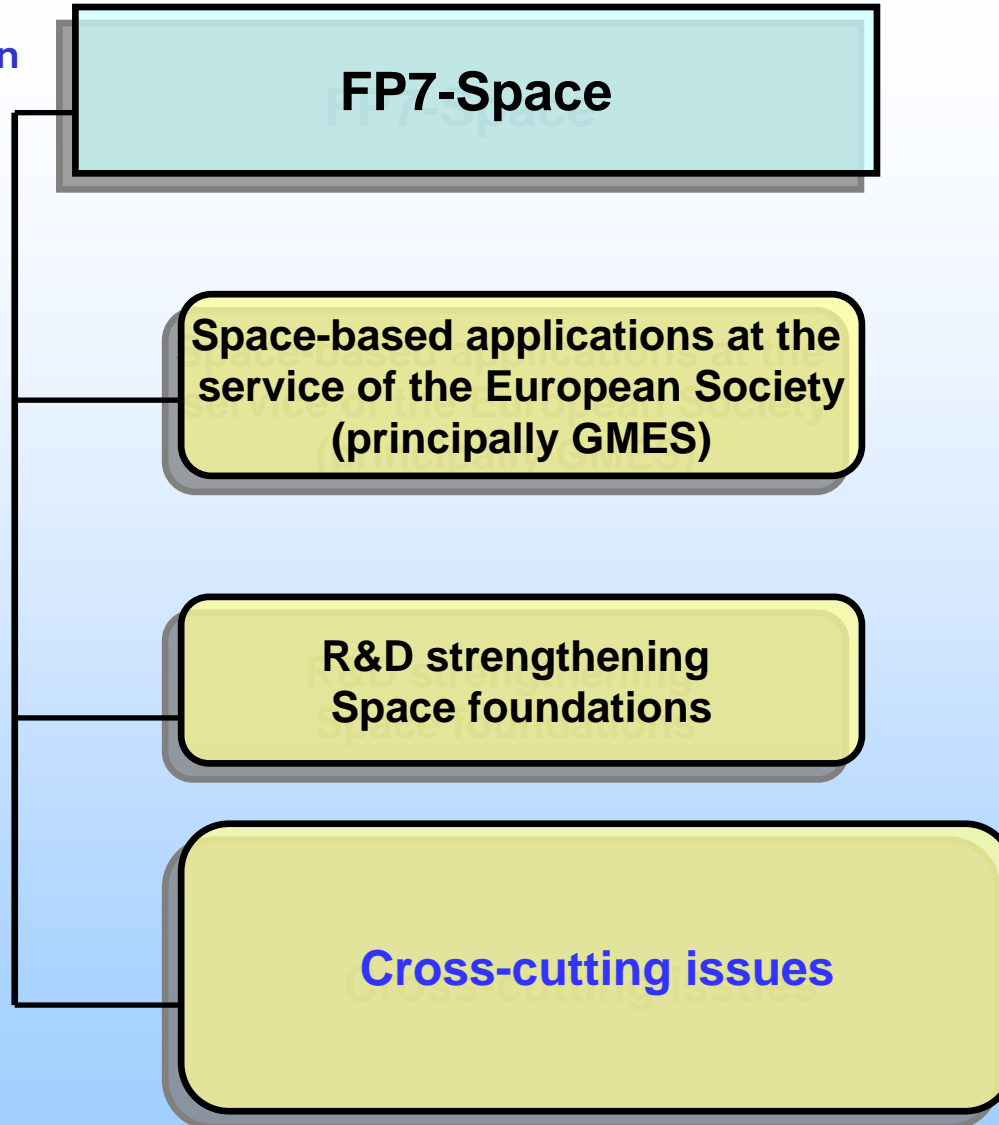 n
FP7-Space
Space-based applications at the
service of the European Society
(principally GMES)
R&D strengthening
Space foundations
Cross-cutting issues